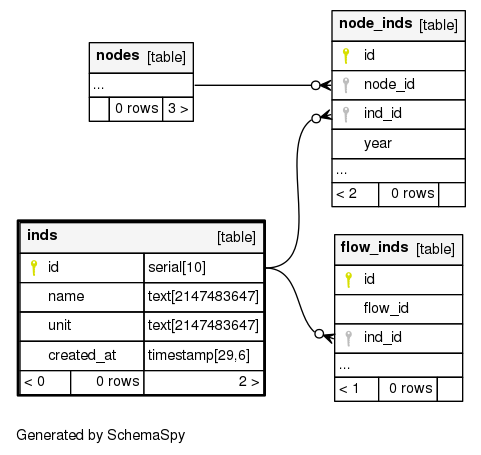 nodes [table]
...
0 rows 3 >
node_inds [table]
id
node_id
ind_id
year
...
< 2 0 rows
inds [table]
id serial[10]
name text[2147483647]
unit text[2147483647]
created_at timestamp[29,6]
< 0 0 rows 2 >
flow_inds [table]
id
flow_id
ind_id
...
< 1 0 rows
Generated by SchemaSpy